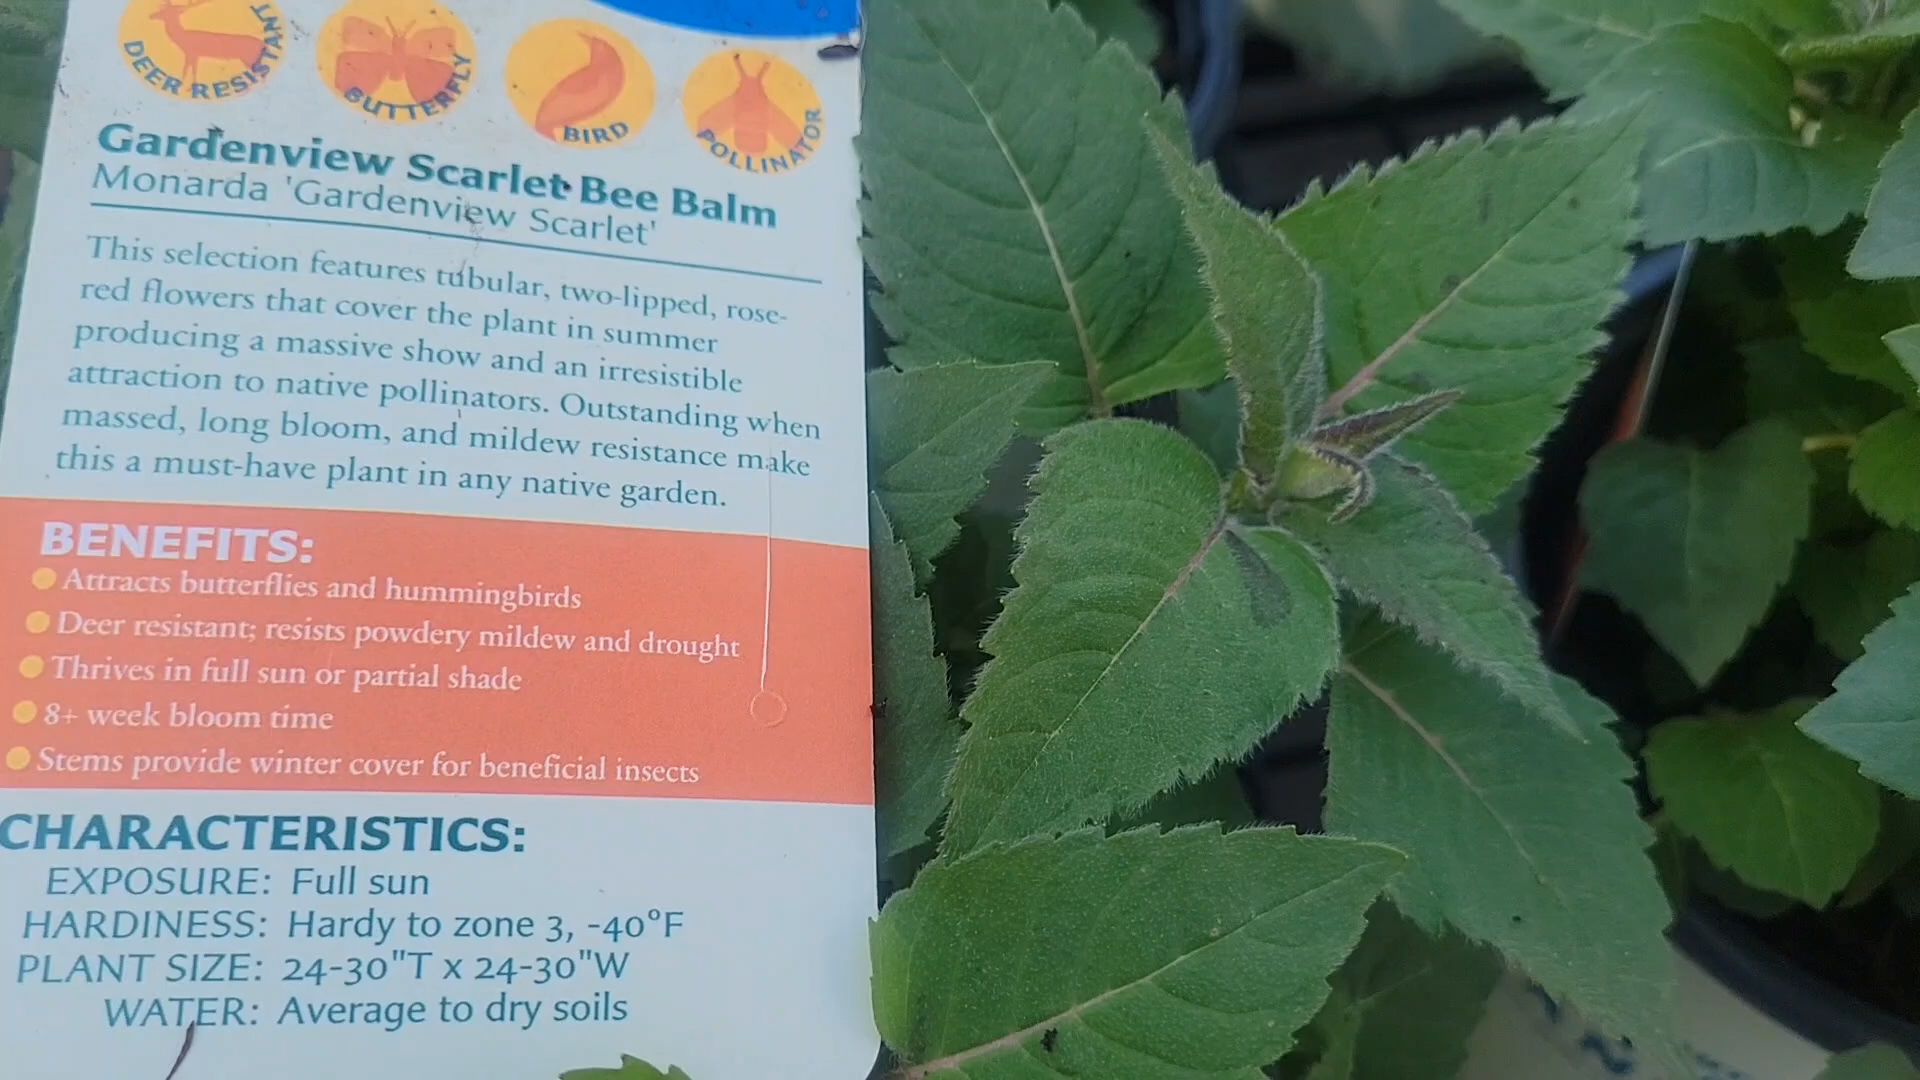 DEER RESISTANT
BUTTERFLY
BIRD
POLLINATOR
Gardenview Scarlet Bee Balm
Monarda 'Gardenview Scarlet'
This selection features tubular, two-lipped, rose-
red flowers that cover the plant in summer
producing a massive show and an irresistible
attraction to native pollinators. Outstanding when
massed, long bloom, and mildew resistance make
this a must-have plant in any native garden.
BENEFITS:
Attracts butterflies and hummingbirds
Deer resistant; resists powdery mildew and drought
Thrives in full sun or partial shade
8+ week bloom time
Stems provide winter cover for beneficial insects
CHARACTERISTICS:
EXPOSURE: Full sun
HARDINESS: Hardy to zone 3, -40°F
PLANT SIZE: 24-30"T x 24-30"W
WATER: Average to dry soils